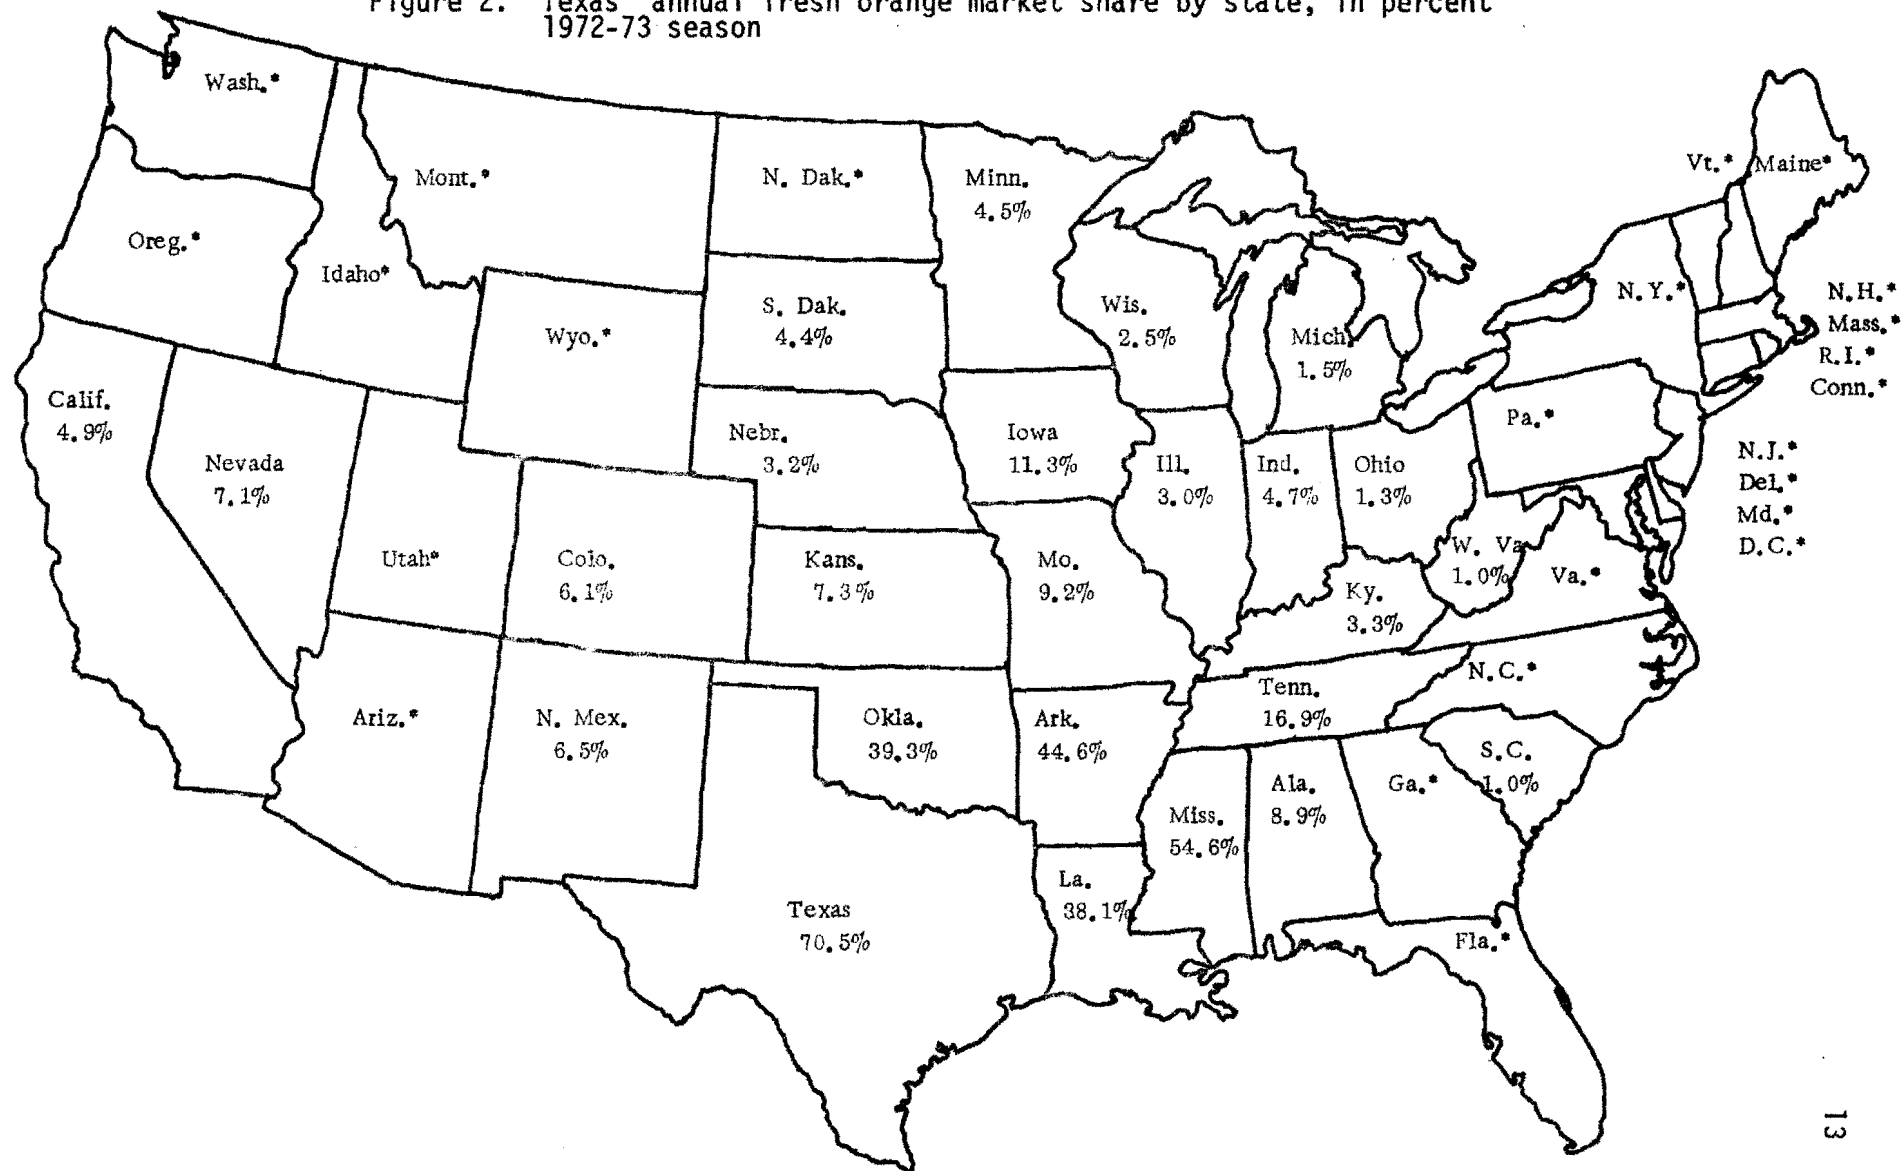 Figure 2. Texas' annual fresh orange market share by state, in percent
1972-73 season
Wash.*
Oreg.*
Idaho*
Mont.*
Wyo.*
N. Dak.*
S. Dak.
4.4%
Minn.
4.5%
Wis.
2.5%
Mich.
1.5%
Vt.*
Maine*
N.Y.*
N.H.*
Mass.*
R.I.*
Conn.*
Calif.
4.9%
Nevada
7.1%
Utah*
Colo.
6.1%
Nebr.
3.2%
Kans.
7.3%
Iowa
11.3%
Mo.
9.2%
Ill.
3.0%
Ind.
4.7%
Ohio
1.3%
Pa.*
N.J.*
Del.*
Md.*
D.C.*
W. Va.
1.0%
Va.*
Ky.
3.3%
Ariz.*
N. Mex.
6.5%
Okla.
39.3%
Ark.
44.6%
Tenn.
16.9%
N.C.*
S.C.
1.0%
Texas
70.5%
La.
38.1%
Miss.
54.6%
Ala.
8.9%
Ga.*
Fla.*
13